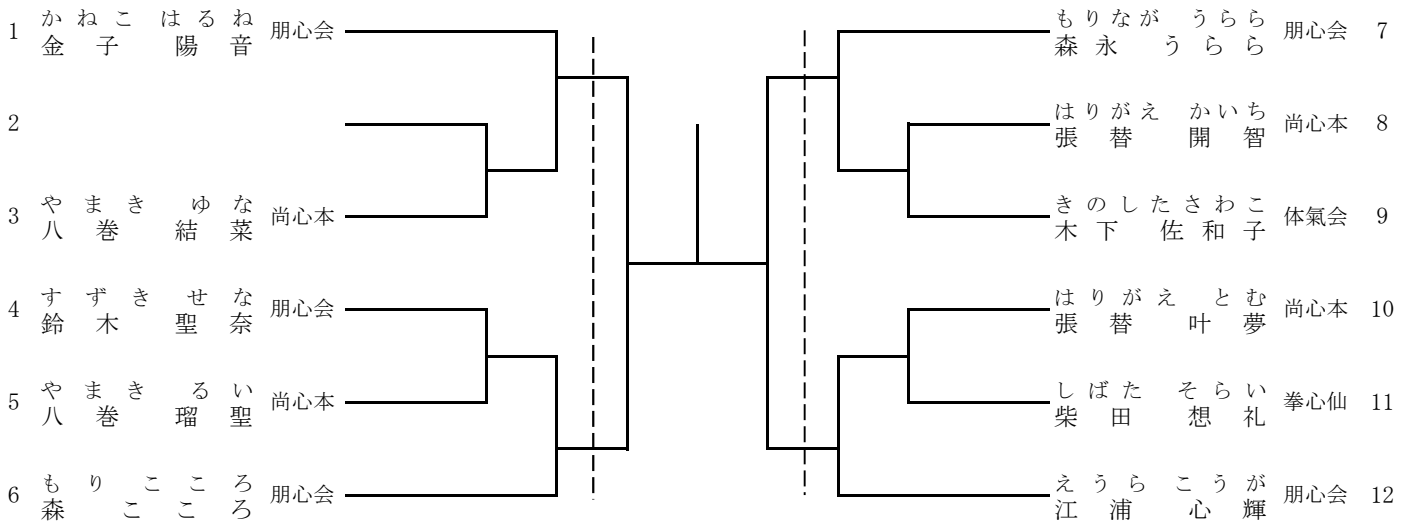 かねこ はるね
1 金子 陽音 朋心会
2
やまき ゆな
3 八巻 結菜 尚心本
すずき せな
4 鈴木 聖奈 朋心会
やまき るい
5 八巻 瑠聖 尚心本
もり こころ
6 森 こころ 朋心会
もりなが うらら
森永 うらら 朋心会 7
はりがえ かいち
張替 開智 尚心本 8
きのしたさわこ
木下 佐和子 体氣会 9
はりがえ とむ
張替 叶夢 尚心本 10
しばた そらい
柴田 想礼 拳心仙 11
えうら こうが
江浦 心輝 朋心会 12